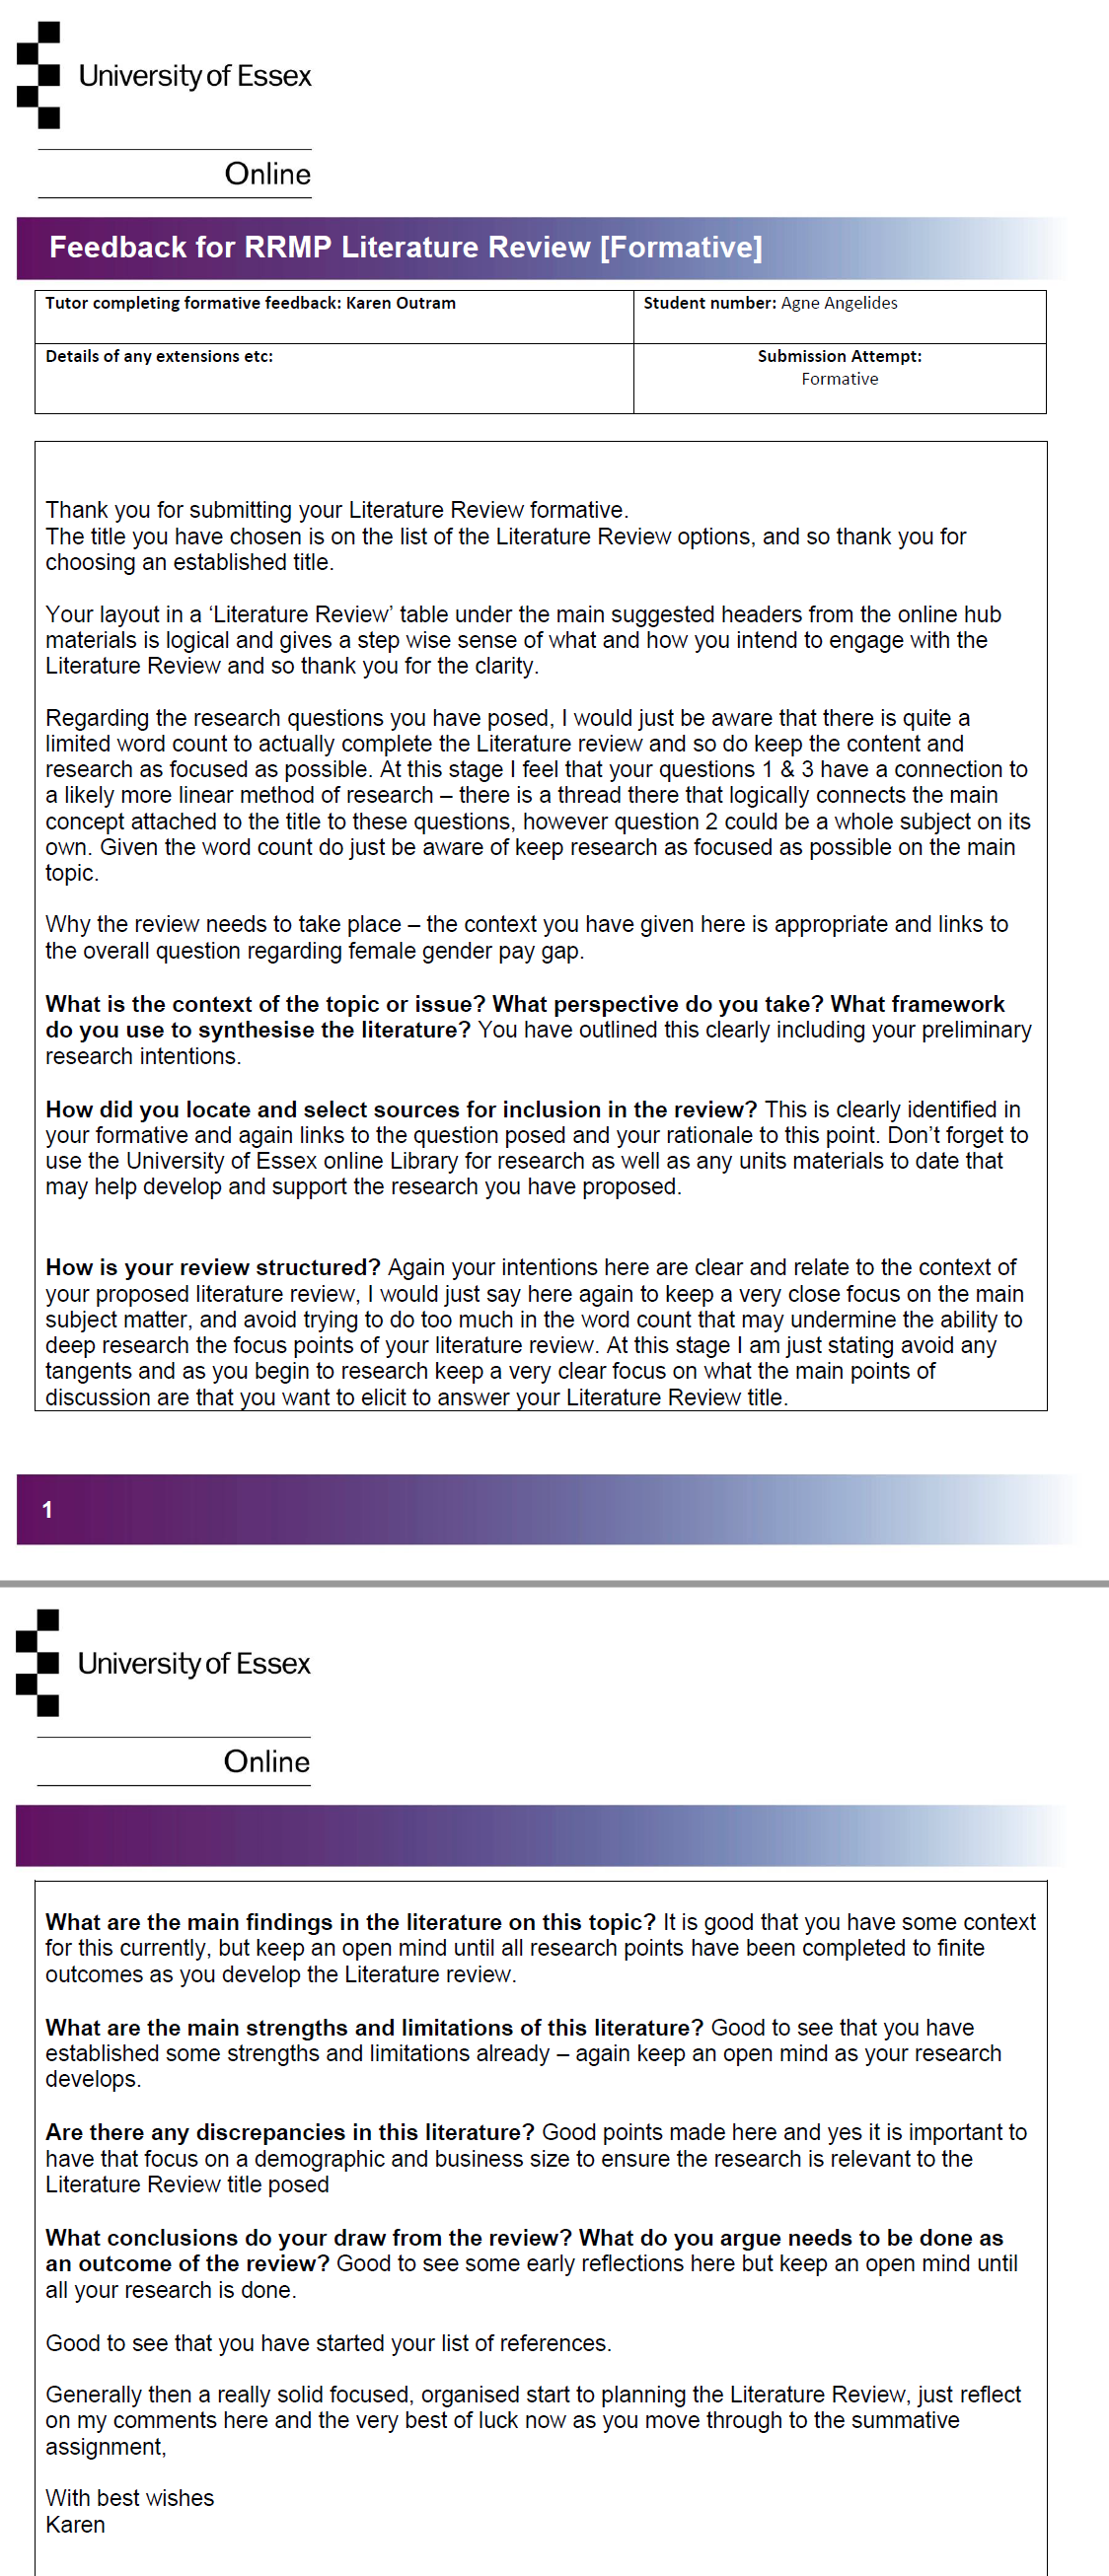 University of Essex
Online
Feedback for RRMP Literature Review [Formative]
Tutor completing formative feedback: Karen Outram
Student number: Agne Angelides
Details of any extensions etc:
Submission Attempt:
Formative
Thank you for submitting your Literature Review formative.
The title you have chosen is on the list of the Literature Review options, and so thank you for
choosing an established title.
Your layout in a ‘Literature Review’ table under the main suggested headers from the online hub
materials is logical and gives a step wise sense of what and how you intend to engage with the
Literature Review and so thank you for the clarity.
Regarding the research questions you have posed, I would just be aware that there is quite a
limited word count to actually complete the Literature review and so do keep the content and
research as focused as possible. At this stage I feel that your questions 1 & 3 have a connection to
a likely more linear method of research – there is a thread there that logically connects the main
concept attached to the title to these questions, however question 2 could be a whole subject on its
own. Given the word count do just be aware of keep research as focused as possible on the main
topic.
Why the review needs to take place – the context you have given here is appropriate and links to
the overall question regarding female gender pay gap.
What is the context of the topic or issue? What perspective do you take? What framework
do you use to synthesise the literature? You have outlined this clearly including your preliminary
research intentions.
How did you locate and select sources for inclusion in the review? This is clearly identified in
your formative and again links to the question posed and your rationale to this point. Don’t forget to
use the University of Essex online Library for research as well as any units materials to date that
may help develop and support the research you have proposed.
How is your review structured? Again your intentions here are clear and relate to the context of
your proposed literature review, I would just say here again to keep a very close focus on the main
subject matter, and avoid trying to do too much in the word count that may undermine the ability to
deep research the focus points of your literature review. At this stage I am just stating avoid any
tangents and as you begin to research keep a very clear focus on what the main points of
discussion are that you want to elicit to answer your Literature Review title.
1
University of Essex
Online
What are the main findings in the literature on this topic? It is good that you have some context
for this currently, but keep an open mind until all research points have been completed to finite
outcomes as you develop the Literature review.
What are the main strengths and limitations of this literature? Good to see that you have
established some strengths and limitations already – again keep an open mind as your research
develops.
Are there any discrepancies in this literature? Good points made here and yes it is important to
have that focus on a demographic and business size to ensure the research is relevant to the
Literature Review title posed
What conclusions do your draw from the review? What do you argue needs to be done as
an outcome of the review? Good to see some early reflections here but keep an open mind until
all your research is done.
Good to see that you have started your list of references.
Generally then a really solid focused, organised start to planning the Literature Review, just reflect
on my comments here and the very best of luck now as you move through to the summative
assignment,
With best wishes
Karen